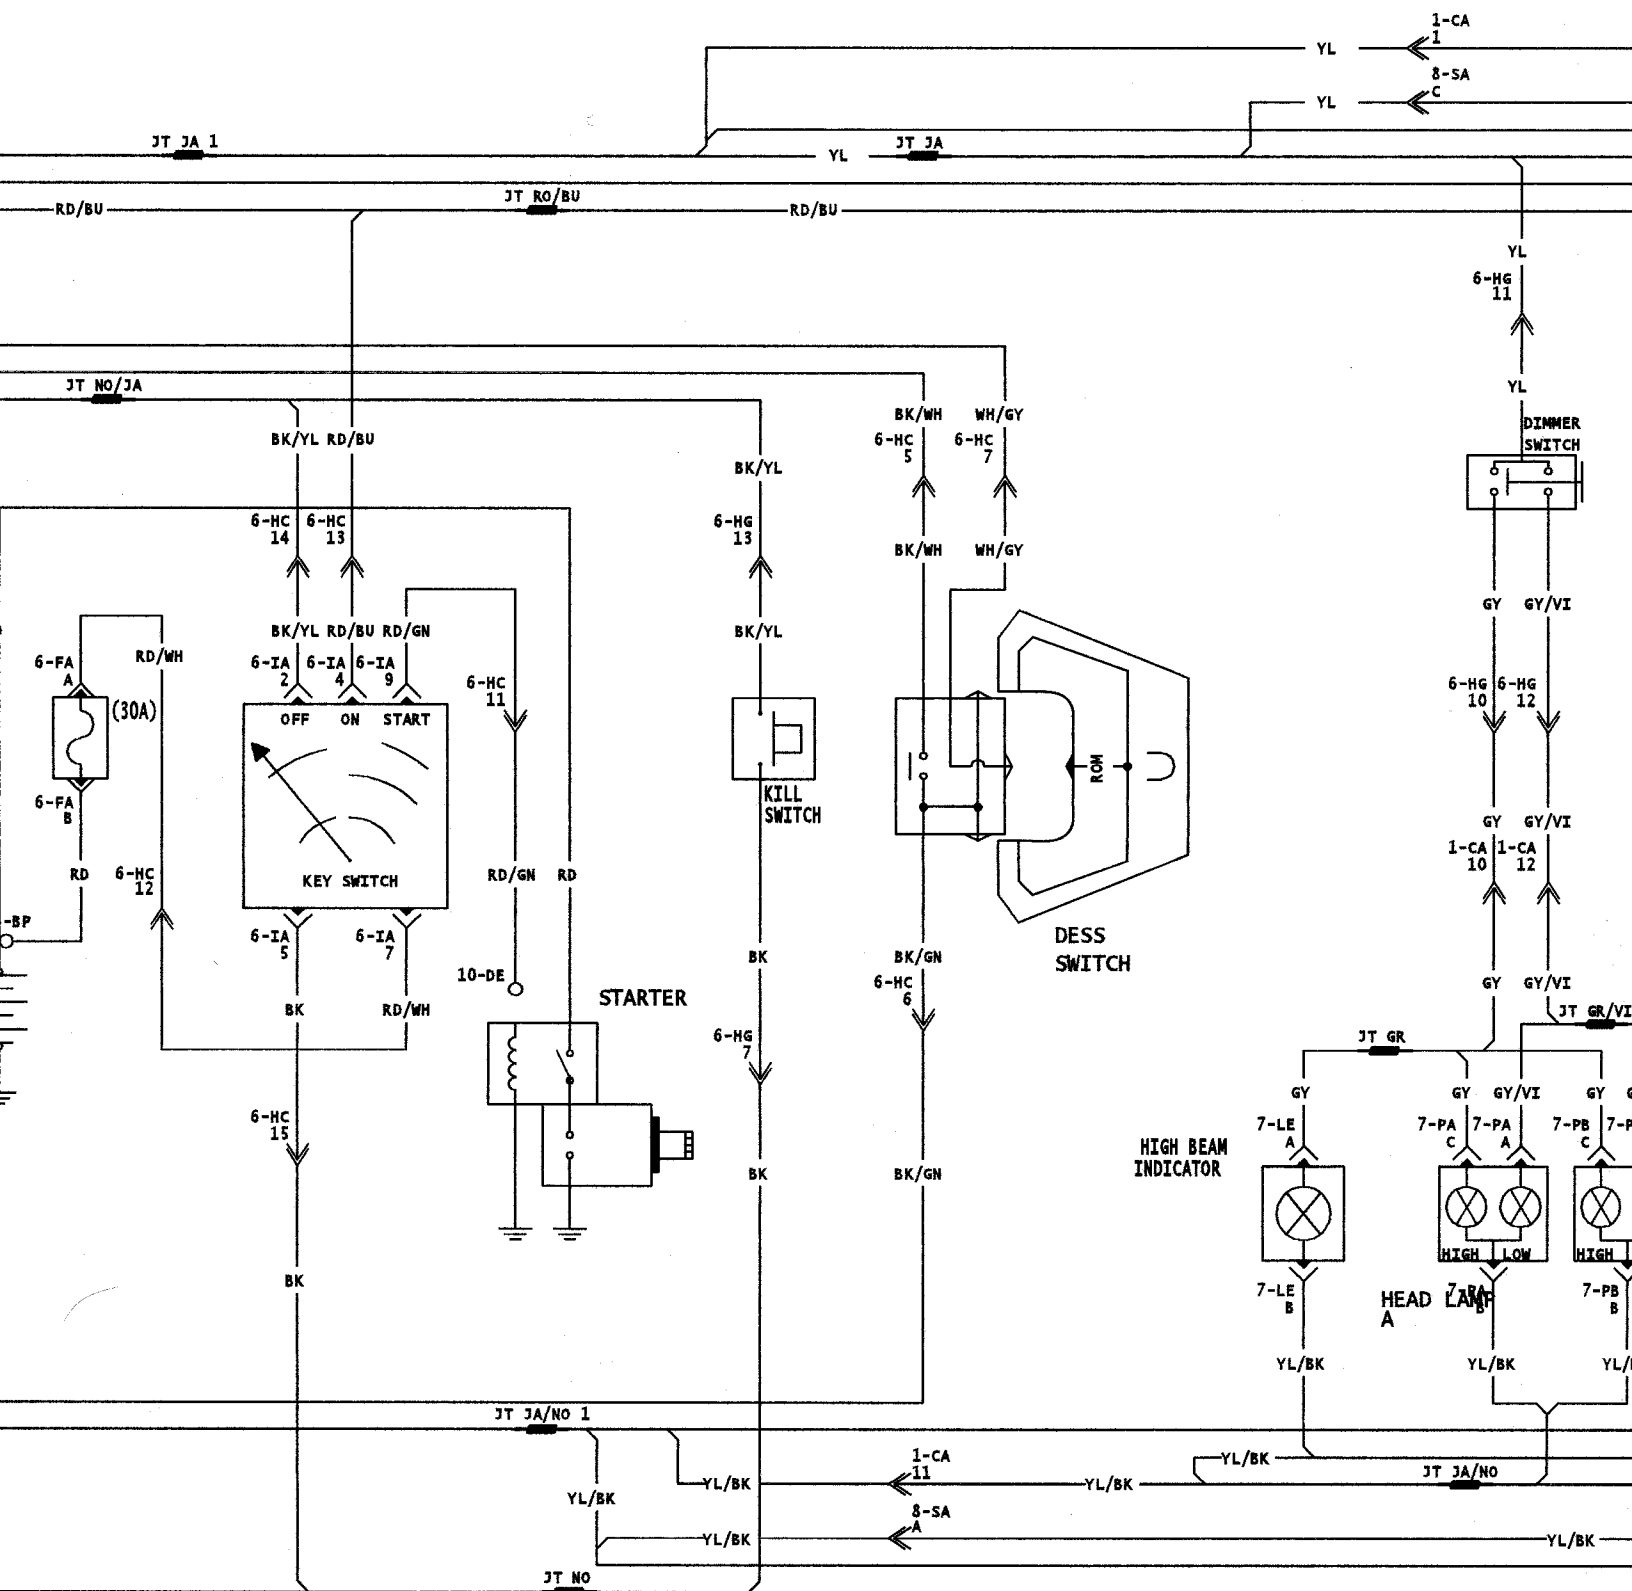 1-CA
1
YL
8-SA
C
YL
JT JA 1
YL
JT JA
RD/BU
JT RO/BU
RD/BU
YL
6-HG
11
YL
DIMMER
SWITCH
JT NO/JA
BK/YL RD/BU
BK/YL
BK/WH WH/GY
6-HC 6-HC
5 7
6-HC 6-HC
14 13
6-HG
13
BK/WH WH/GY
GY GY/VI
BK/YL RD/BU RD/GN
BK/YL
RD/WH
6-FA
A
(30A)
6-IA 6-IA 6-IA
2 4 9
6-HC
11
OFF ON START
6-HG 6-HG
10 12
KEY SWITCH
KILL
SWITCH
ROM
6-FA
B
GY GY/VI
1-CA 1-CA
10 12
RD
6-HC
12
RD/GN RD
-BP
6-IA 6-IA
5 7
BK
BK/GN
DESS
SWITCH
6-HC
6
10-DE
STARTER
BK RD/WH
GY GY/VI
JT GR/VI
6-HG
7
JT GR
GY GY GY/VI GY
6-HC
15
7-LE 7-PA 7-PA 7-PB 7-P
A C A C
HIGH BEAM
INDICATOR
BK
BK/GN
HIGH LOW HIGH
BK
7-LE
B
7-PA
B
7-PB
B
HEAD LAMP
A
YL/BK YL/BK YL/
JT JA/NO 1
1-CA
11
YL/BK
YL/BK
YL/BK
JT JA/NO
YL/BK
8-SA
A
YL/BK
YL/BK
JT NO